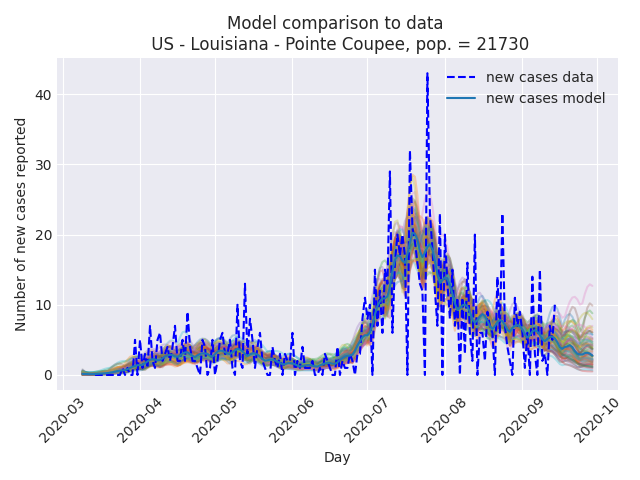 Model comparison to data
US - Louisiana - Pointe Coupee, pop. = 21730
new cases data
new cases model
Number of new cases reported
40
30
20
10
0
2020-03
2020-04
2020-05
2020-06
2020-07
2020-08
2020-09
2020-10
Day